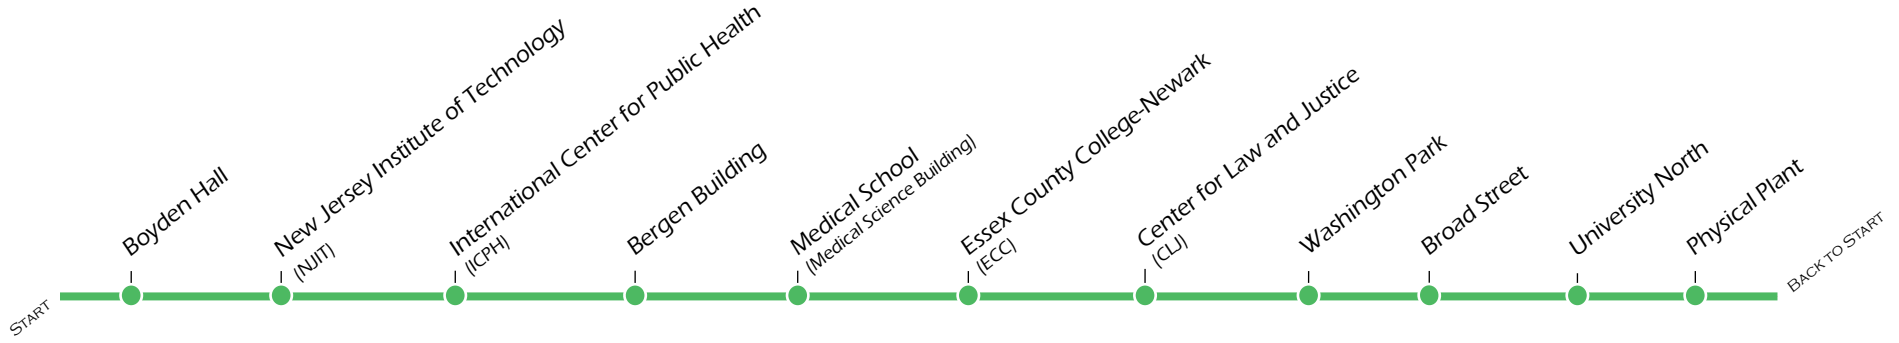 START
Boyden Hall
New Jersey Institute of Technology
(NJIT)
International Center for Public Health
(ICPH)
Bergen Building
Medical School
(Medical Science Building)
Essex County College-Newark
(ECC)
Center for Law and Justice
(CLJ)
Washington Park
Broad Street
University North
Physical Plant
BACK TO START